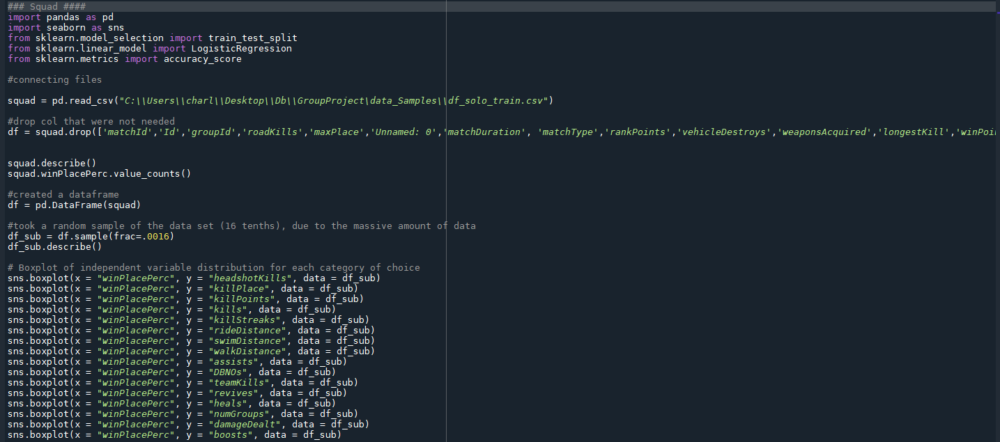 ### Squad ####
import pandas as pd
import seaborn as sns
from sklearn.model_selection import train_test_split
from sklearn.linear_model import LogisticRegression
from sklearn.metrics import accuracy_score
#connecting files
squad = pd.read_csv("C:\\Users\\charl\\Desktop\\Db\\GroupProject\data_Samples\\df_solo_train.csv")
#drop col that were not needed
df = squad.drop(['matchId','Id','groupId','roadKills','maxPlace','Unnamed: 0','matchDuration', 'matchType','rankPoints','vehicleDestroys','weaponsAcquired','longestKill','winPoi
squad.describe()
squad.winPlacePerc.value_counts()
#created a dataframe
df = pd.DataFrame(squad)
#took a random sample of the data set (16 tenths), due to the massive amount of data
df_sub = df.sample(frac=.0016)
df_sub.describe()
# Boxplot of independent variable distribution for each category of choice
sns.boxplot(x = "winPlacePerc", y = "headshotKills", data = df_sub)
sns.boxplot(x = "winPlacePerc", y = "killPlace", data = df_sub)
sns.boxplot(x = "winPlacePerc", y = "killPoints", data = df_sub)
sns.boxplot(x = "winPlacePerc", y = "kills", data = df_sub)
sns.boxplot(x = "winPlacePerc", y = "killStreaks", data = df_sub)
sns.boxplot(x = "winPlacePerc", y = "rideDistance", data = df_sub)
sns.boxplot(x = "winPlacePerc", y = "swimDistance", data = df_sub)
sns.boxplot(x = "winPlacePerc", y = "walkDistance", data = df_sub)
sns.boxplot(x = "winPlacePerc", y = "assists", data = df_sub)
sns.boxplot(x = "winPlacePerc", y = "DBNOs", data = df_sub)
sns.boxplot(x = "winPlacePerc", y = "teamKills", data = df_sub)
sns.boxplot(x = "winPlacePerc", y = "revives", data = df_sub)
sns.boxplot(x = "winPlacePerc", y = "heals", data = df_sub)
sns.boxplot(x = "winPlacePerc", y = "numGroups", data = df_sub)
sns.boxplot(x = "winPlacePerc", y = "damageDealt", data = df_sub)
sns.boxplot(x = "winPlacePerc", y = "boosts", data = df_sub)